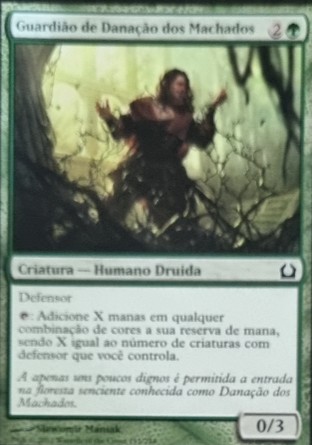 Guardião de Danação dos Machados 2
Criatura — Humano Druida
Defensor
: Adicione X manas em qualquer
combinação de cores a sua reserva de mana,
sendo X igual ao número de criaturas com
defensor que você controla.
A apenas uns poucos dignos é permitida a entrada
na floresta senciente conhecida como Danação dos
Machados.
0/3